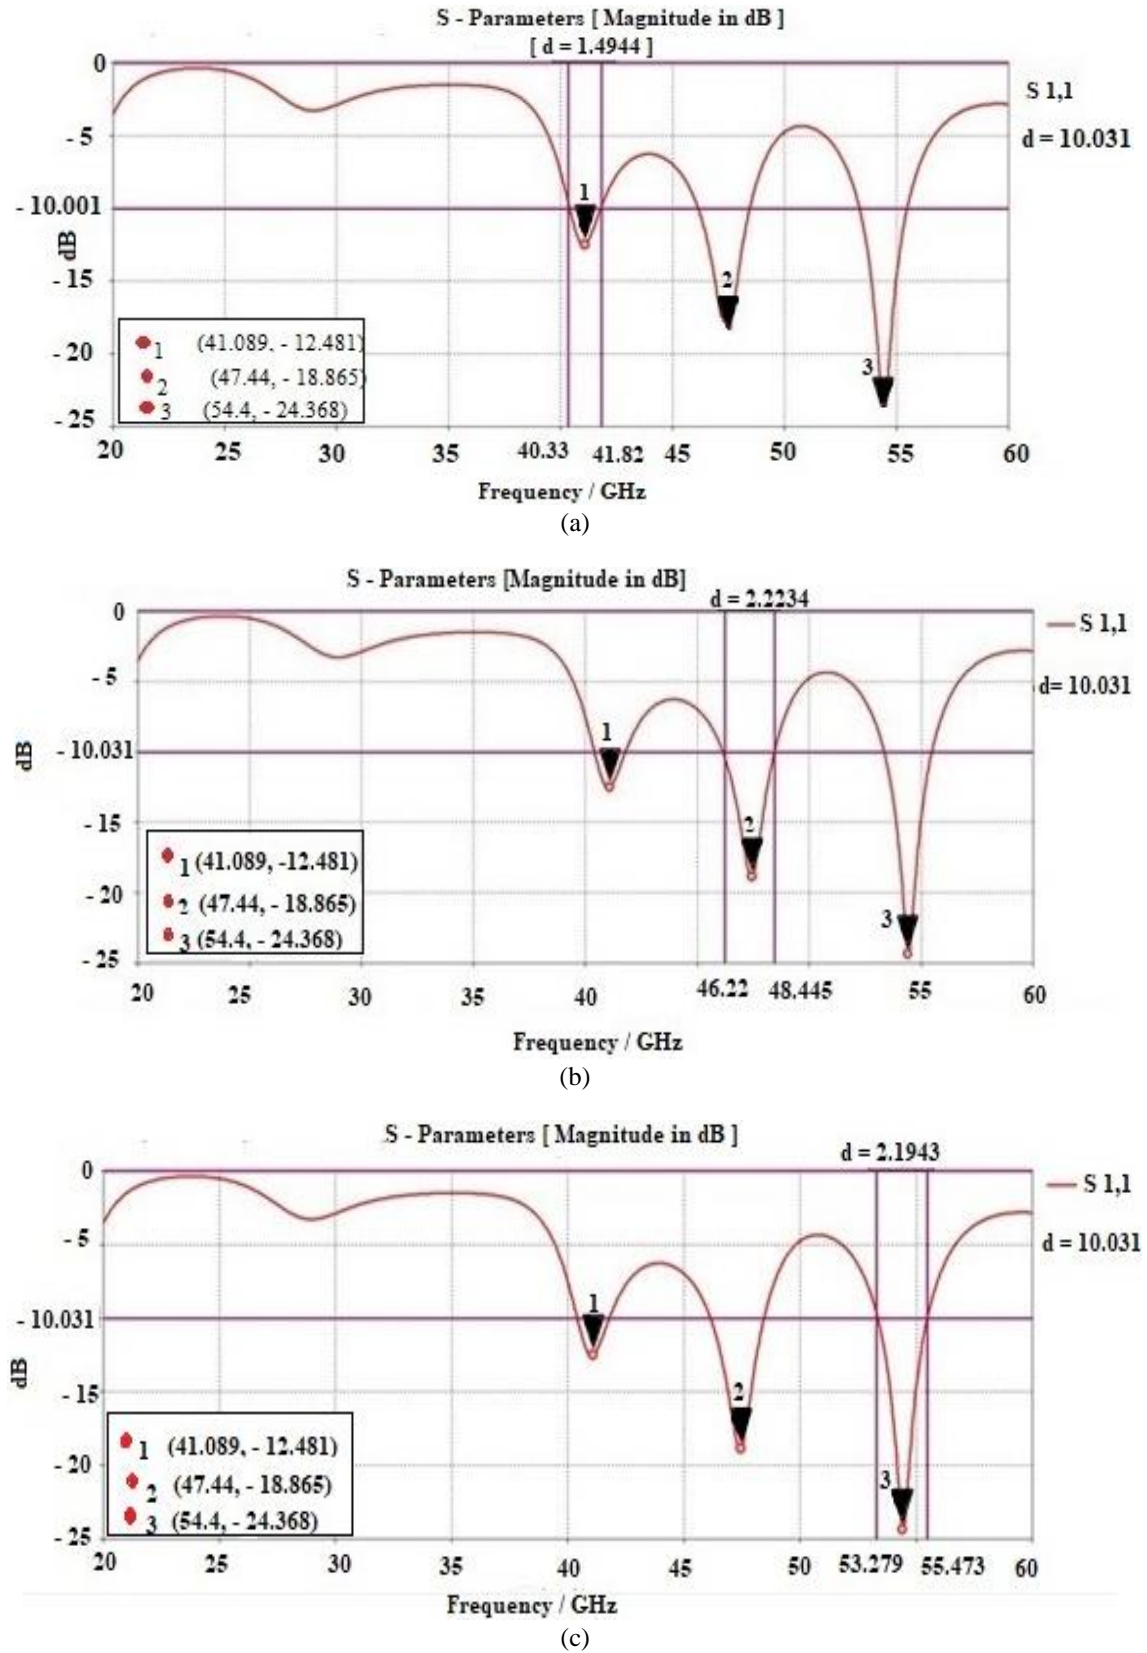 (a)
S - Parameters [ Magnitude in dB ]
[ d = 1.4944 ]
0
S 1,1
d = 10.031
- 5
- 10.001
dB
- 15
- 20
- 25
1
2
3
1 (41.089, - 12.481)
2 (47.44, - 18.865)
3 (54.4, - 24.368)
20 25 30 35 40.33 41.82 45 50 55 60
Frequency / GHz
(a)
S - Parameters [Magnitude in dB]
d = 2.2234
0
S 1,1
d= 10.031
- 5
- 10.031
dB
- 15
- 20
- 25
1
2
3
1 (41.089, -12.481)
2 (47.44, - 18.865)
3 (54.4, - 24.368)
20 25 30 35 40 46.22 48.445 55 60
Frequency / GHz
(b)
S - Parameters [ Magnitude in dB ]
d = 2.1943
0
S 1,1
d = 10.031
- 5
- 10.031
dB
- 15
- 20
- 25
1
2
3
1 (41.089, - 12.481)
2 (47.44, - 18.865)
3 (54.4, - 24.368)
20 25 30 35 40 45 50 53.279 55.473 60
Frequency / GHz
(c)